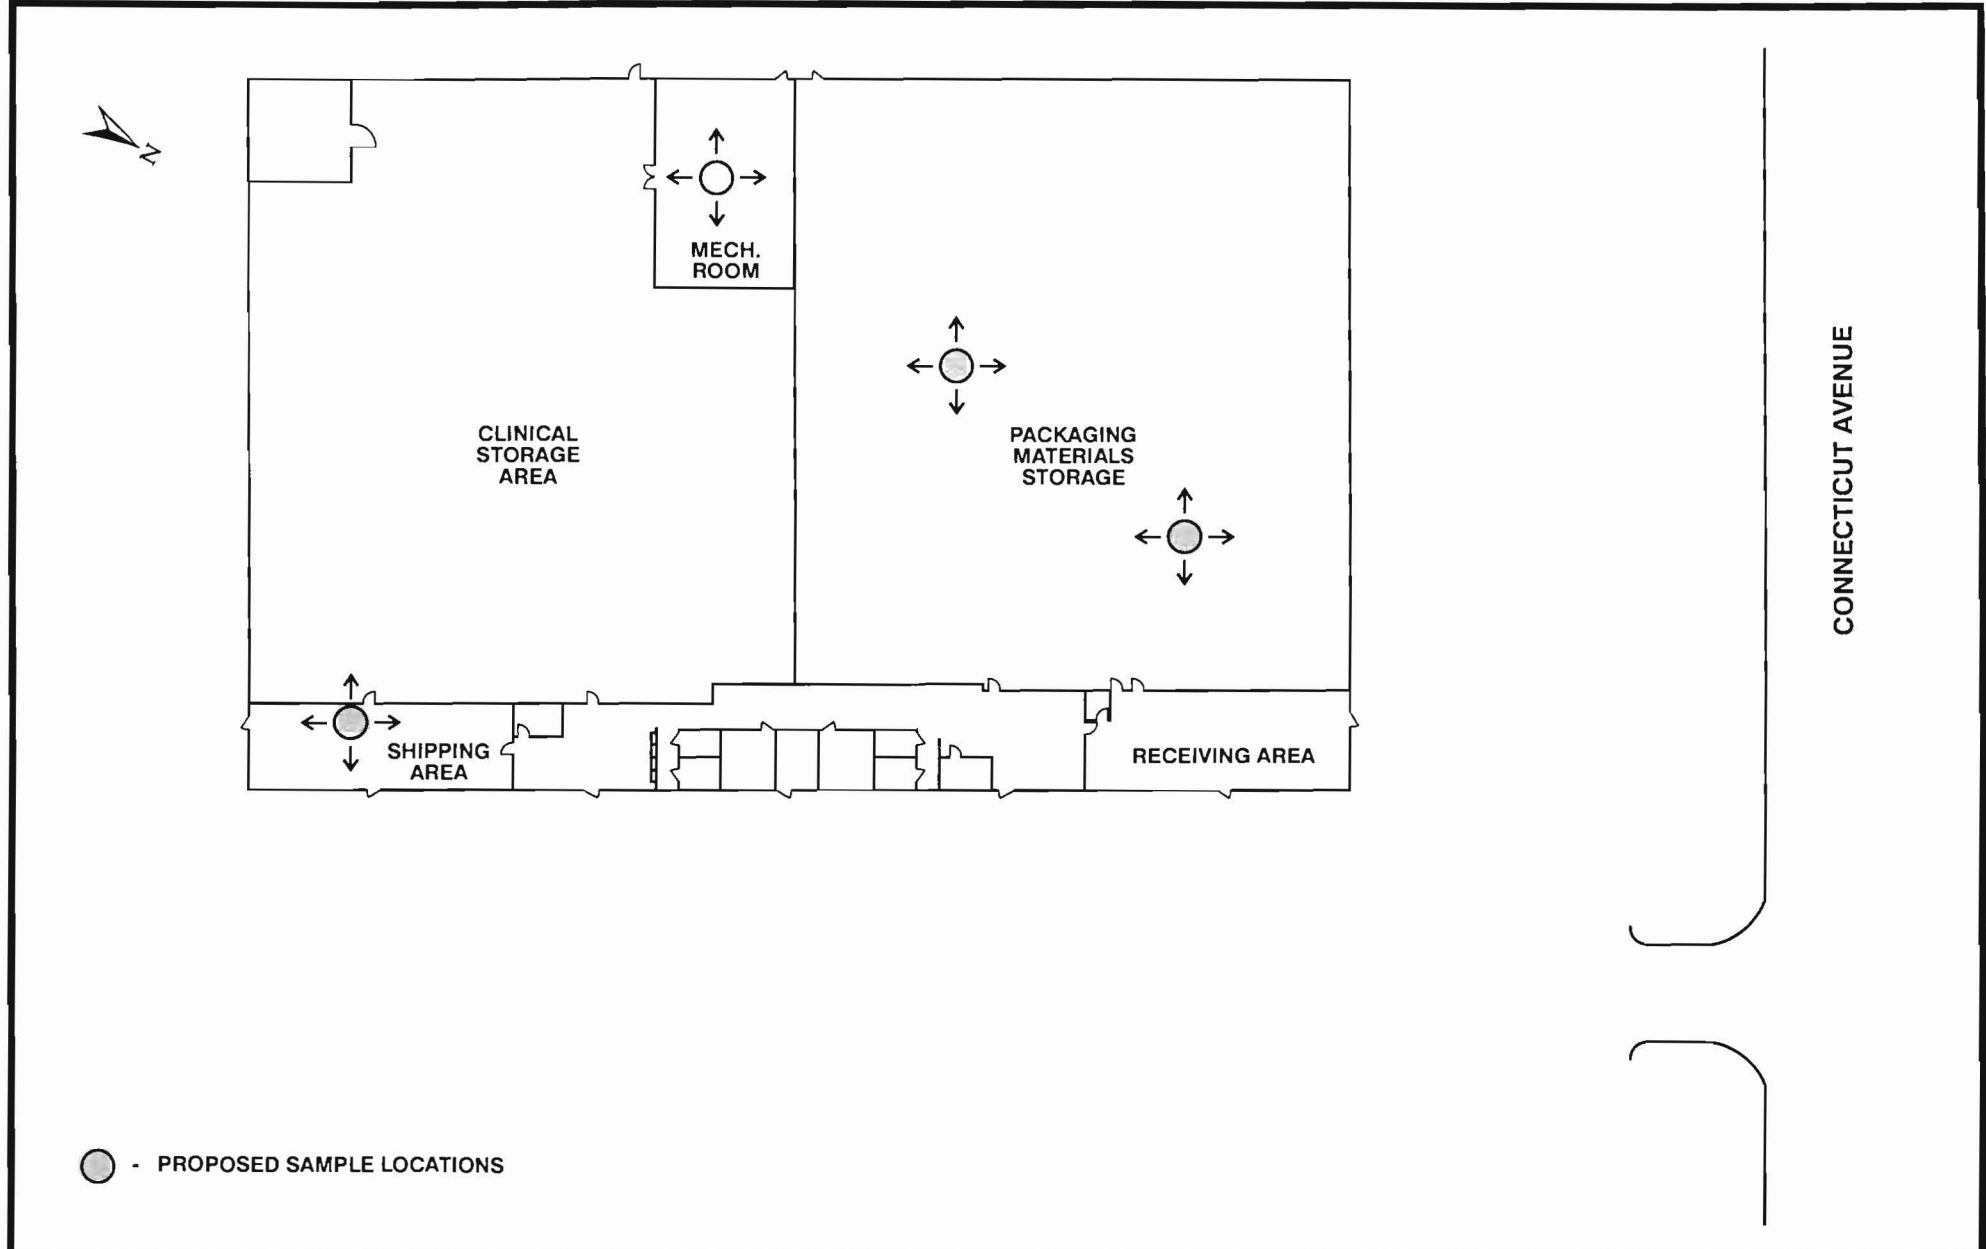 N
MECH.
ROOM
CLINICAL
STORAGE
AREA
PACKAGING
MATERIALS
STORAGE
CONNECTICUT AVENUE
SHIPPING
AREA
RECEIVING AREA
- PROPOSED SAMPLE LOCATIONS